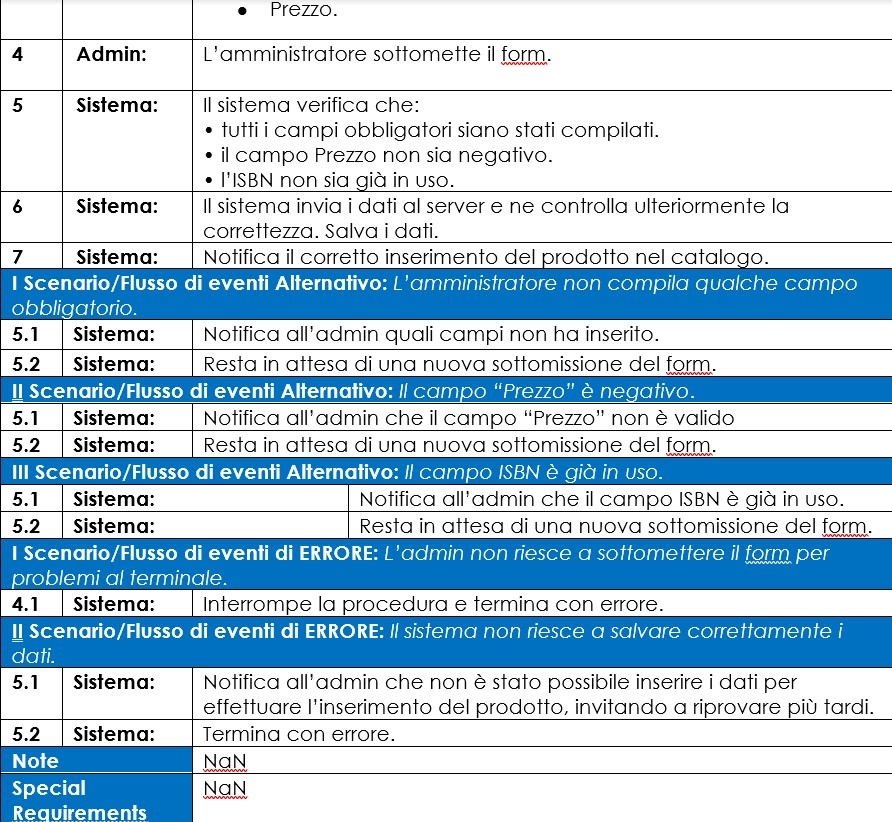 • Prezzo.
4 Admin: L'amministratore sottomette il form.
5 Sistema: Il sistema verifica che:
• tutti i campi obbligatori siano stati compilati.
• il campo Prezzo non sia negativo.
• l'ISBN non sia già in uso.
6 Sistema: Il sistema invia i dati al server e ne controlla ulteriormente la
correttezza. Salva i dati.
7 Sistema: Notifica il corretto inserimento del prodotto nel catalogo.
I Scenario/Flusso di eventi Alternativo: L'amministratore non compila qualche campo
obbligatorio.
5.1 Sistema: Notifica all'admin quali campi non ha inserito.
5.2 Sistema: Resta in attesa di una nuova sottomissione del form.
II Scenario/Flusso di eventi Alternativo: Il campo “Prezzo” è negativo.
5.1 Sistema: Notifica all'admin che il campo “Prezzo” non è valido
5.2 Sistema: Resta in attesa di una nuova sottomissione del form.
III Scenario/Flusso di eventi Alternativo: Il campo ISBN è già in uso.
5.1 Sistema: Notifica all'admin che il campo ISBN è già in uso.
5.2 Sistema: Resta in attesa di una nuova sottomissione del form.
I Scenario/Flusso di eventi di ERRORE: L'admin non riesce a sottomettere il form per
problemi al terminale.
4.1 Sistema: Interrompe la procedura e termina con errore.
II Scenario/Flusso di eventi di ERRORE: Il sistema non riesce a salvare correttamente i
dati.
5.1 Sistema: Notifica all'admin che non è stato possibile inserire i dati per
effettuare l'inserimento del prodotto, invitando a riprovare più tardi.
5.2 Sistema: Termina con errore.
Note NaN
Special NaN
Requirements